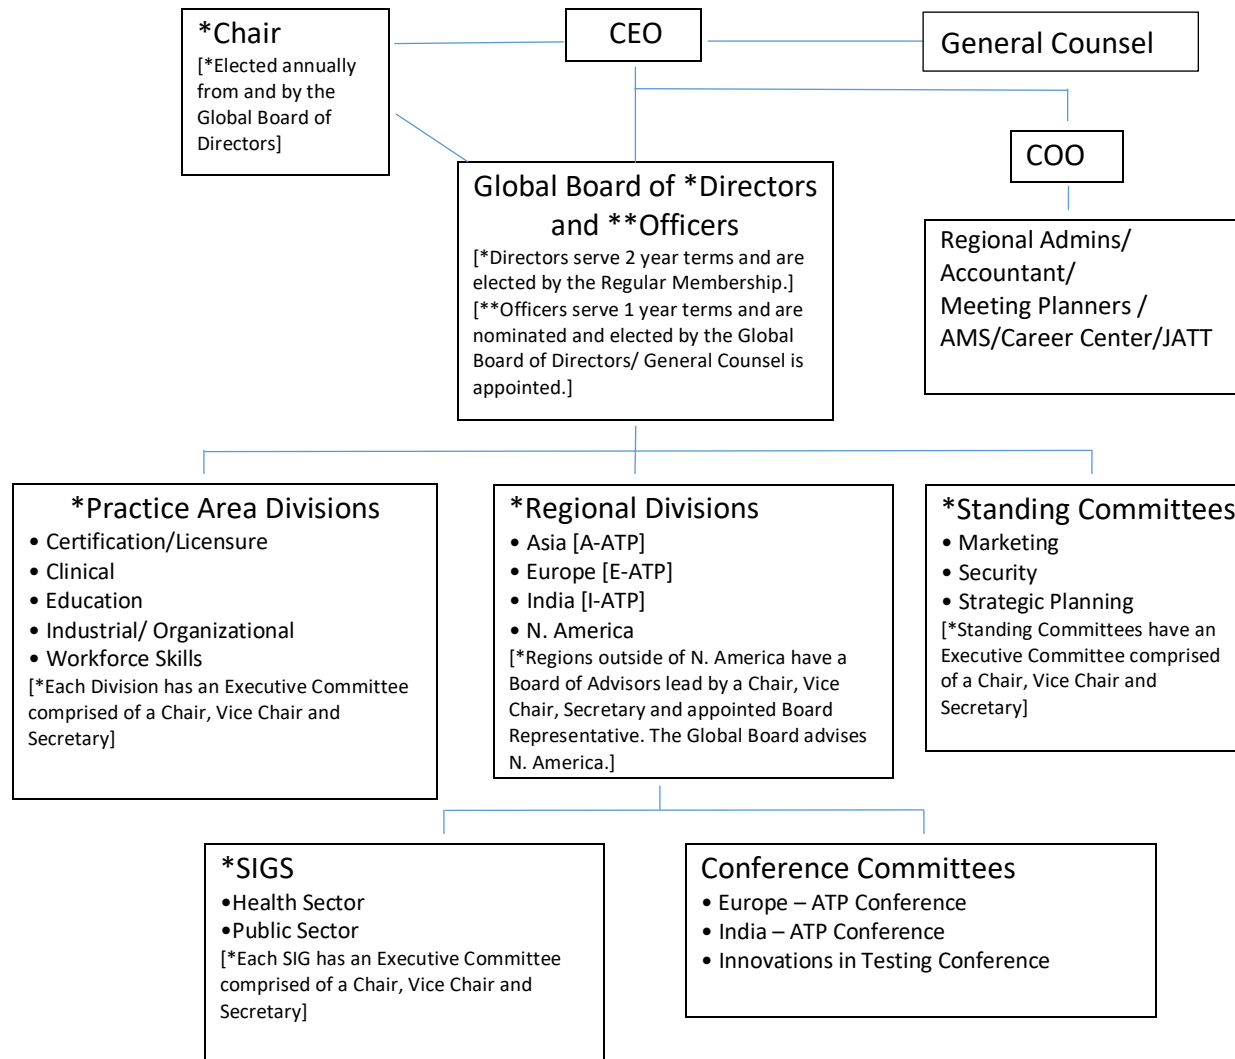 *Chair
[*Elected annually
from and by the
Global Board of
Directors]
CEO
General Counsel
COO
Global Board of *Directors
and **Officers
[*Directors serve 2 year terms and are
elected by the Regular Membership.]
[**Officers serve 1 year terms and are
nominated and elected by the Global
Board of Directors/ General Counsel is
appointed.]
Regional Admins/
Accountant/
Meeting Planners /
AMS/Career Center/JATT
*Practice Area Divisions
• Certification/Licensure
• Clinical
• Education
• Industrial/ Organizational
• Workforce Skills
[*Each Division has an Executive Committee
comprised of a Chair, Vice Chair and
Secretary]
*Regional Divisions
• Asia [A-ATP]
• Europe [E-ATP]
• India [I-ATP]
• N. America
[*Regions outside of N. America have a
Board of Advisors lead by a Chair, Vice
Chair, Secretary and appointed Board
Representative. The Global Board advises
N. America.]
*Standing Committees
• Marketing
• Security
• Strategic Planning
[*Standing Committees have an
Executive Committee comprised
of a Chair, Vice Chair and
Secretary]
*SIGS
•Health Sector
•Public Sector
[*Each SIG has an Executive Committee
comprised of a Chair, Vice Chair and
Secretary]
Conference Committees
• Europe – ATP Conference
• India – ATP Conference
• Innovations in Testing Conference